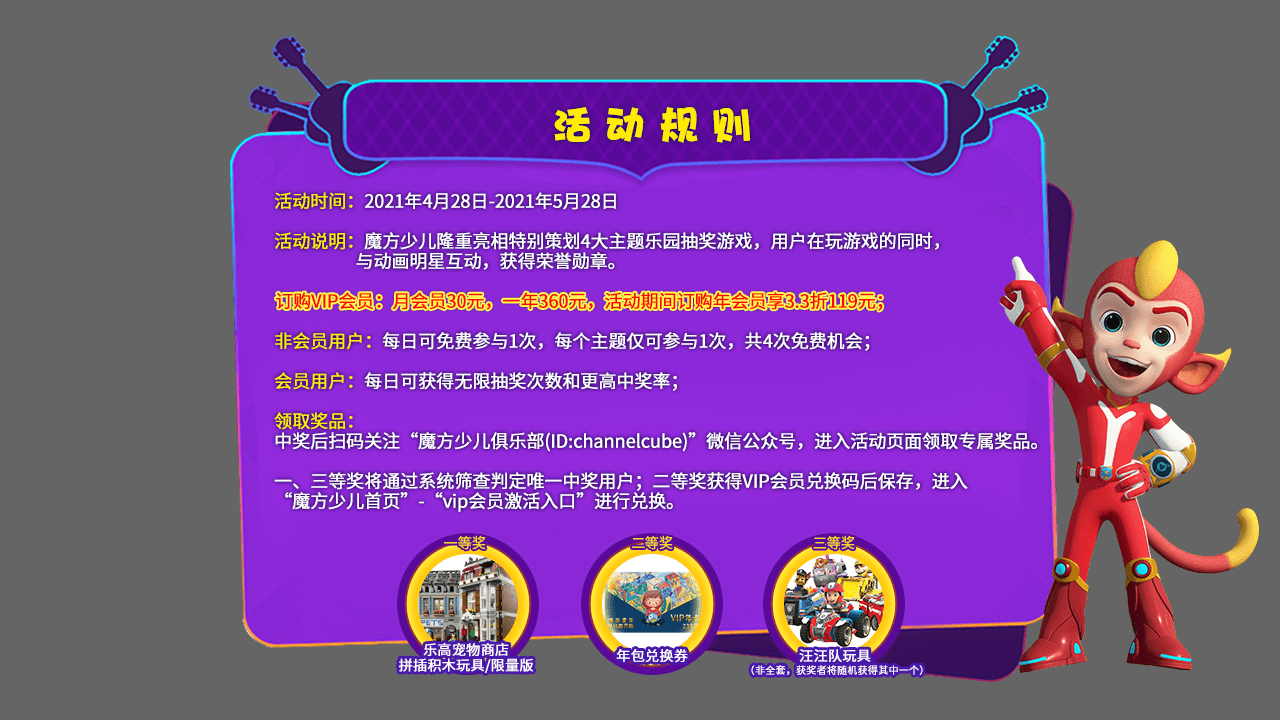 活动规则
活动时间：2021年4月28日-2021年5月28日
活动说明：魔方少儿隆重亮相特别策划4大主题乐园抽奖游戏，用户在玩游戏的同时，
与动画明星互动，获得荣誉勋章。
订购VIP会员：月会员30元，一年360元，活动期间订购年会员享3.3折119元；
非会员用户：每日可免费参与1次，每个主题仅可参与1次，共4次免费机会；
会员用户：每日可获得无限抽奖次数和更高中奖率；
领取奖品：
中奖后扫码关注“魔方少儿俱乐部(ID:channelcube)”微信公众号，进入活动页面领取专属奖品。
一、三等奖将通过系统筛查判定唯一中奖用户；二等奖获得VIP会员兑换码后保存，进入
“魔方少儿首页”-“vip会员激活入口”进行兑换。
一等奖
二等奖
三等奖
PETS
VIP年
乐高宠物商店
拼插积木玩具/限量版
年包兑换券
汪汪队玩具
（非全套，获奖者将随机获得其中一个）